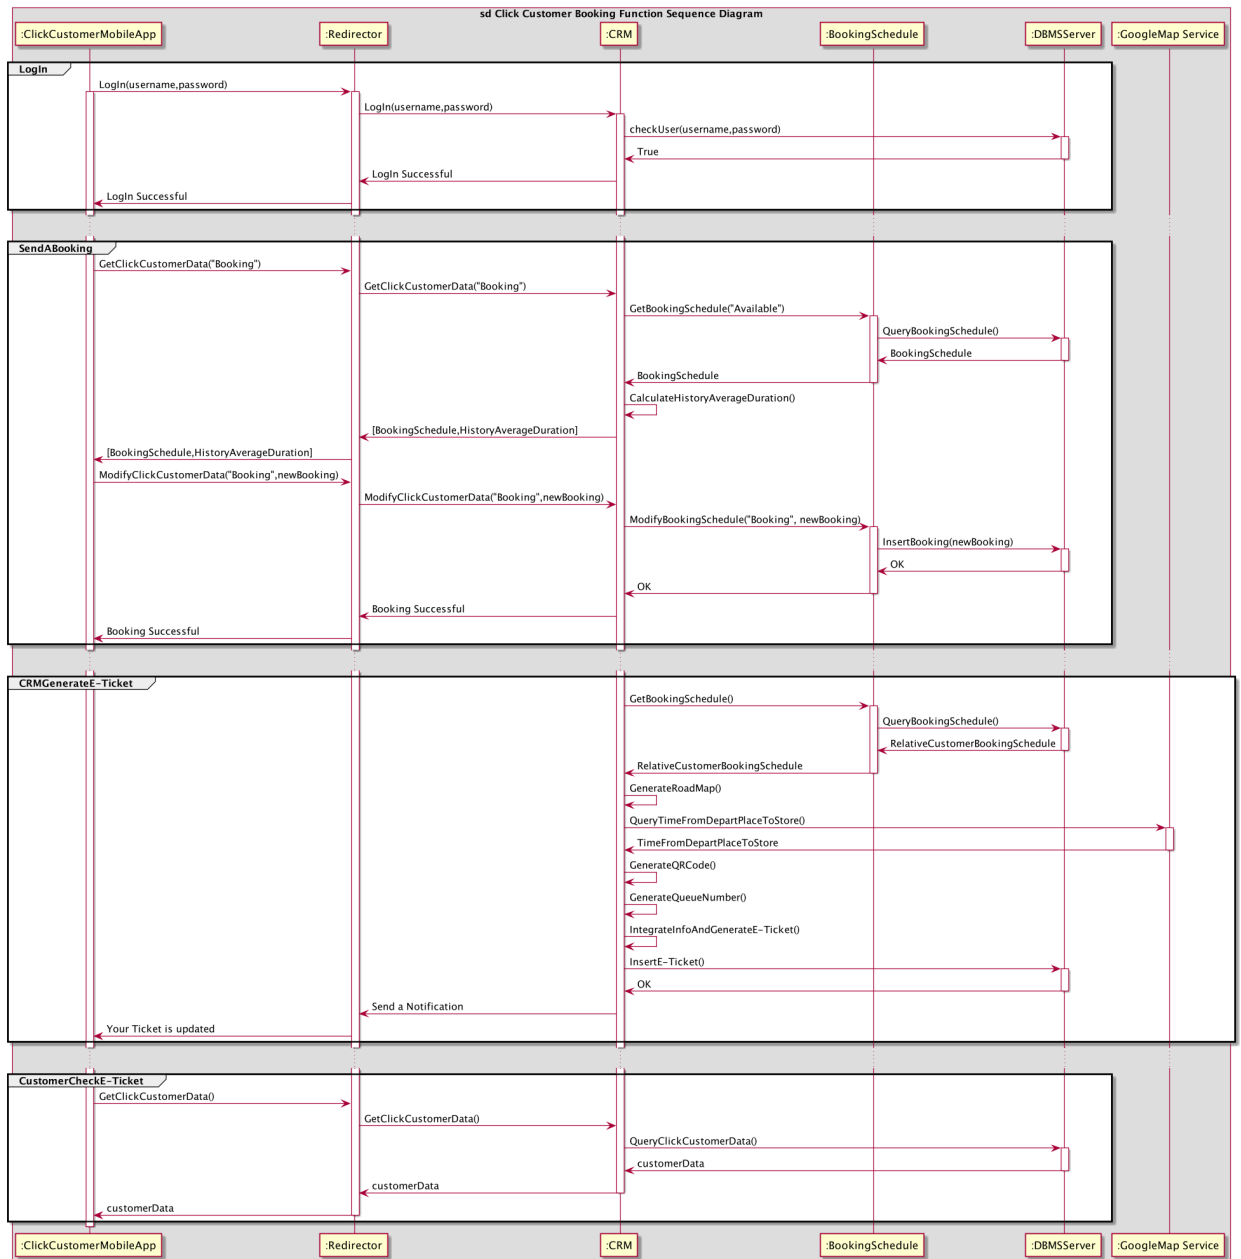 sd Click Customer Booking Function Sequence Diagram
:ClickCustomerMobileApp
:Redirector
:CRM
:BookingSchedule
:DBMSServer
:GoogleMap Service
LogIn
LogIn(username,password)
LogIn(username,password)
checkUser(username,password)
True
LogIn Successful
LogIn Successful
SendABooking
GetClickCustomerData("Booking")
GetClickCustomerData("Booking")
GetBookingSchedule("Available")
QueryBookingSchedule()
BookingSchedule
BookingSchedule
CalculateHistoryAverageDuration()
[BookingSchedule,HistoryAverageDuration]
[BookingSchedule,HistoryAverageDuration]
ModifyClickCustomerData("Booking",newBooking)
ModifyClickCustomerData("Booking",newBooking)
ModifyBookingSchedule("Booking", newBooking)
InsertBooking(newBooking)
OK
OK
Booking Successful
Booking Successful
CRMGenerateE-Ticket
GetBookingSchedule()
QueryBookingSchedule()
RelativeCustomerBookingSchedule
RelativeCustomerBookingSchedule
GenerateRoadMap()
QueryTimeFromDepartPlaceToStore()
TimeFromDepartPlaceToStore
GenerateQRCode()
GenerateQueueNumber()
IntegrateInfoAndGenerateE-Ticket()
InsertE-Ticket()
OK
Send a Notification
Your Ticket is updated
CustomerCheckE-Ticket
GetClickCustomerData()
GetClickCustomerData()
QueryClickCustomerData()
customerData
customerData
customerData
:ClickCustomerMobileApp
:Redirector
:CRM
:BookingSchedule
:DBMSServer
:GoogleMap Service